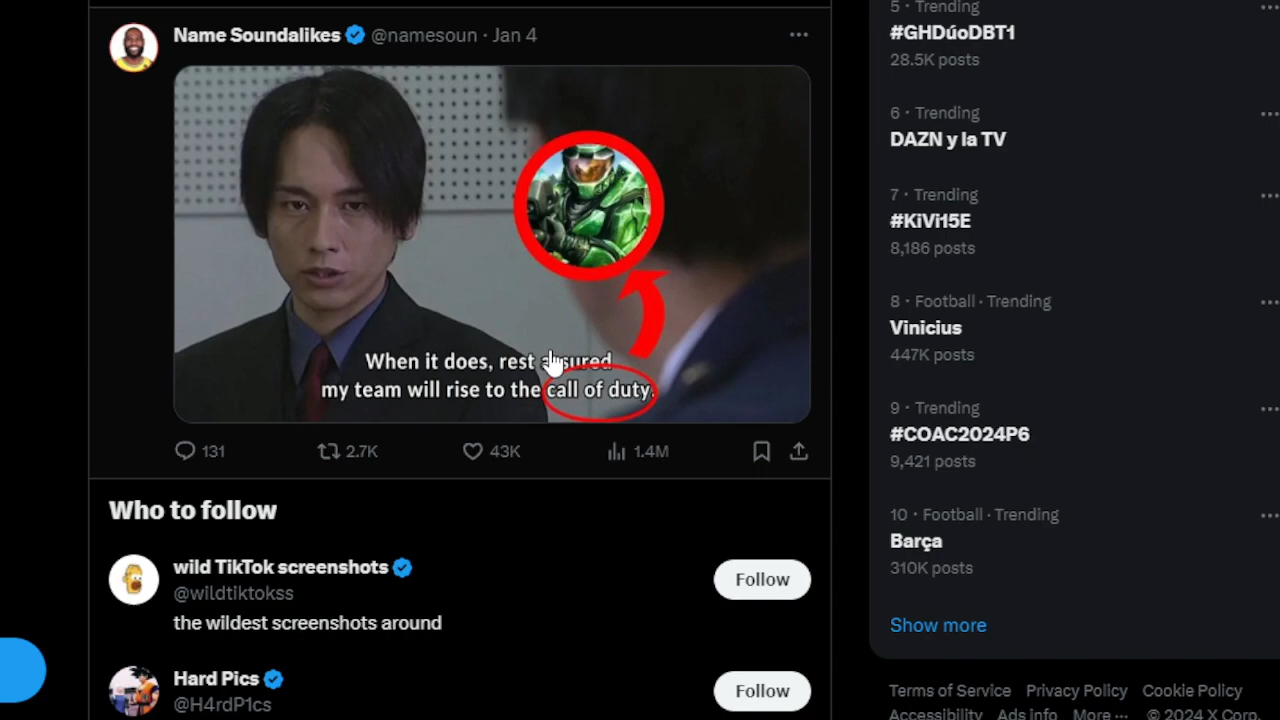 Name Soundalikes @namesoun · Jan 4
When it does, rest assured
my team will rise to the call of duty.
131 2.7K 43K 1.4M
Who to follow
wild TikTok screenshots
@wildtiktokss
Follow
the wildest screenshots around
Hard Pics
@H4rdP1cs
Follow
5 · Trending
#GHDúoDBT1
28.5K posts
6 · Trending
DAZN y la TV
7 · Trending
#KiVi15E
8,186 posts
8 · Football · Trending
Vinicius
447K posts
9 · Trending
#COAC2024P6
9,421 posts
10 · Football · Trending
Barça
310K posts
Show more
Terms of Service Privacy Policy Cookie Policy
Accessibility Ads info More ··· © 2024 X Corp.